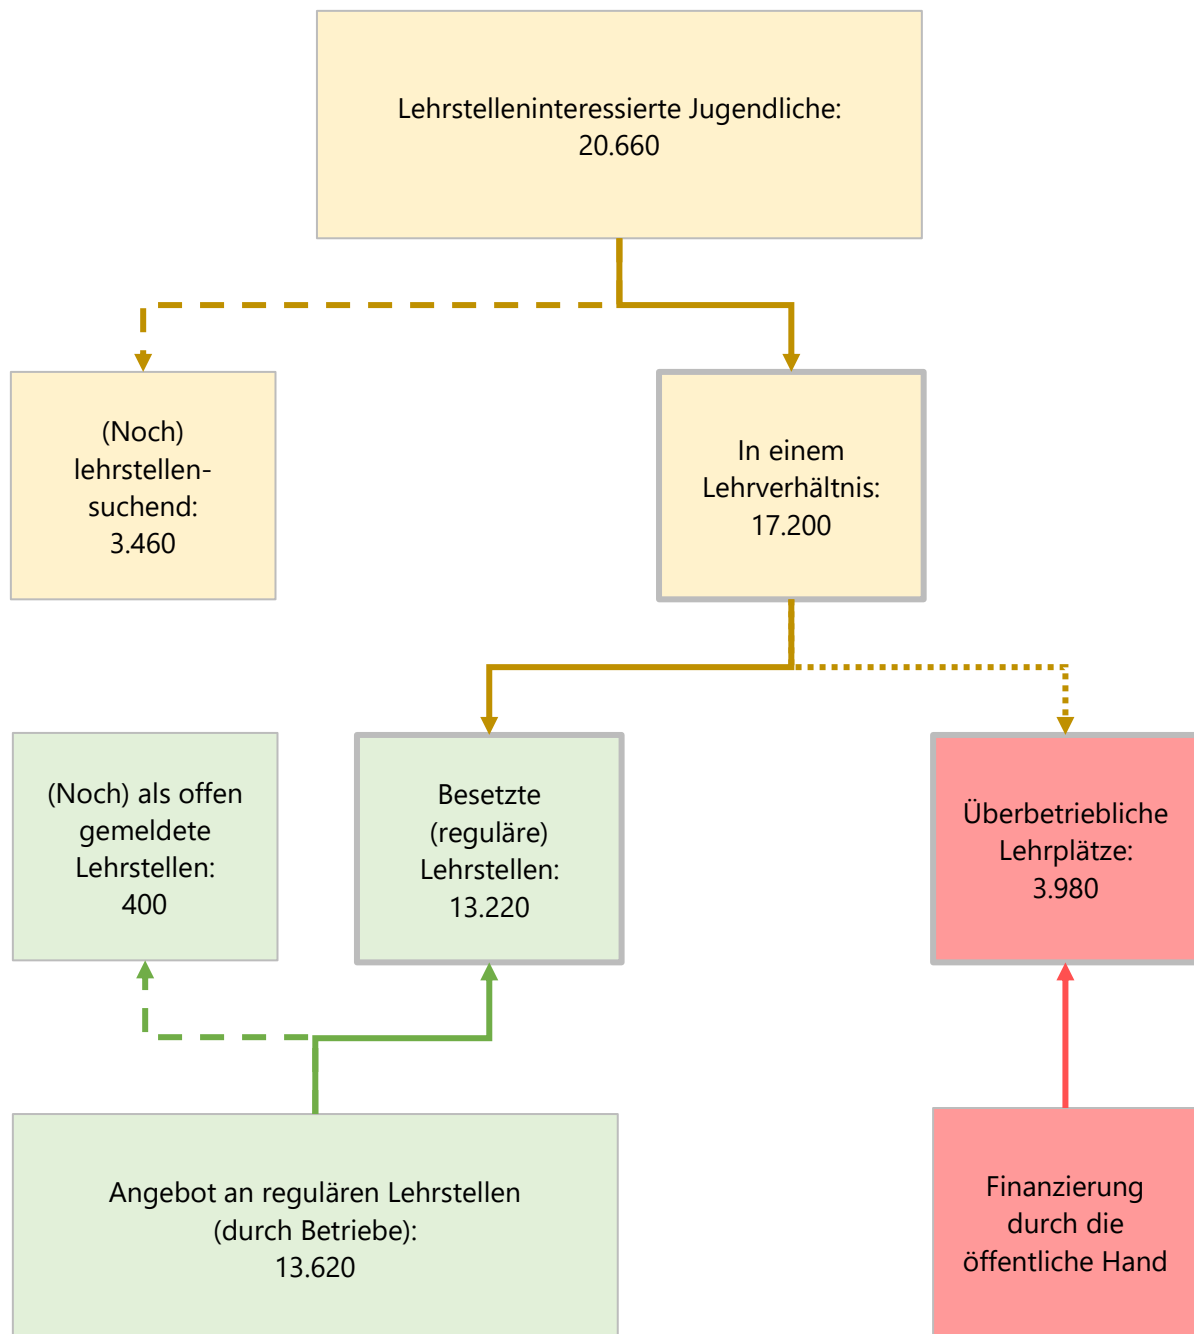 Lehrstelleninteressierte Jugendliche:
20.660
(Noch)
lehrstellen-
suchend:
3.460
In einem
Lehrverhältnis:
17.200
(Noch) als offen
gemeldete
Lehrstellen:
400
Besetzte
(reguläre)
Lehrstellen:
13.220
Überbetriebliche
Lehrplätze:
3.980
Angebot an regulären Lehrstellen
(durch Betriebe):
13.620
Finanzierung
durch die
öffentliche Hand